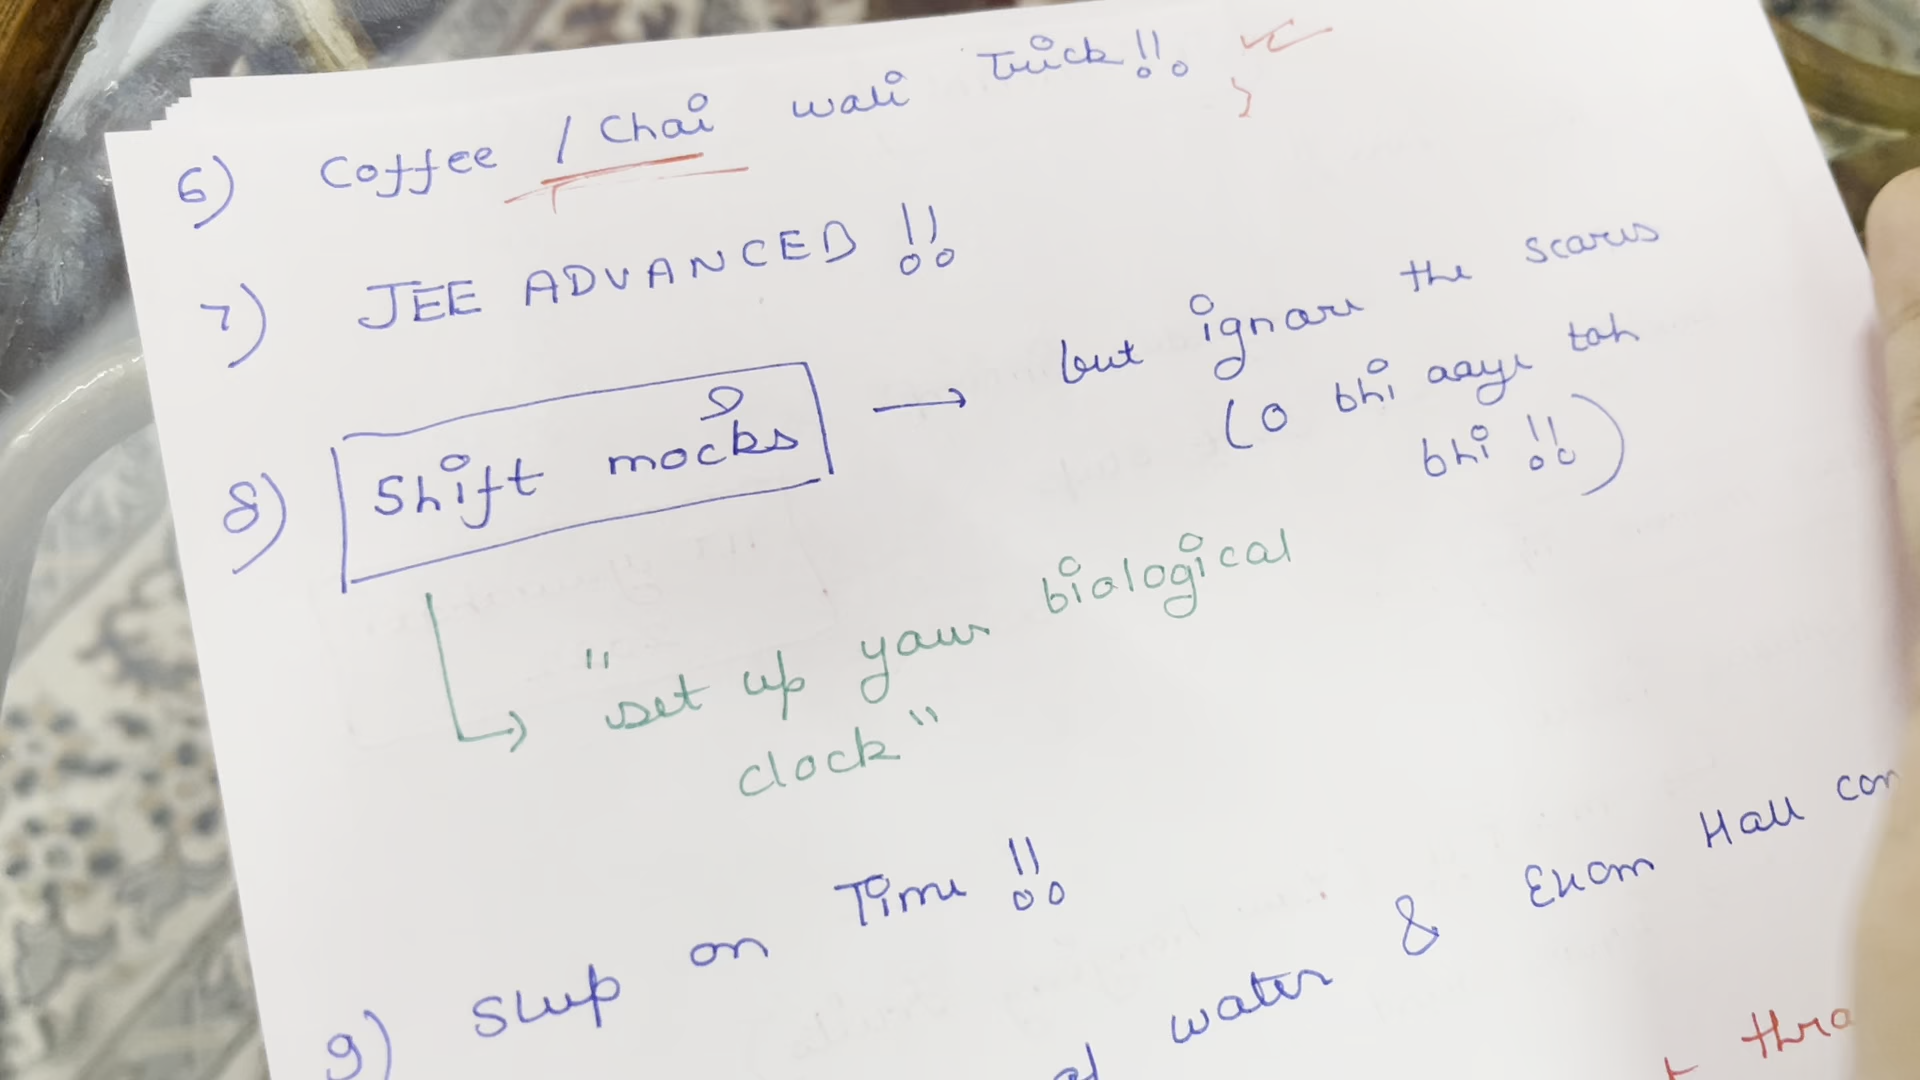 6) Coffee / Chai wali Trick!!
7) JEE ADVANCED !!
8) Shift mocks → but ignore the scores
(0 bhi aaye toh
bhi !!)
"set up your biological
clock"
9) Sleep on Time !!
of water & Exam Hall